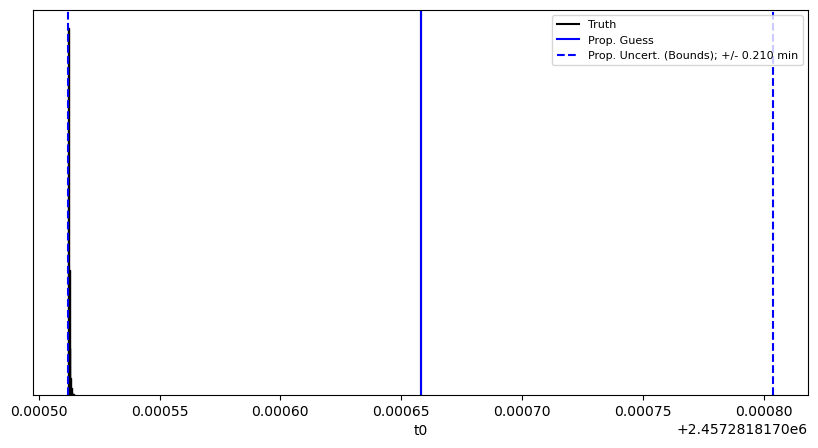 Truth
Prop. Guess
Prop. Uncert. (Bounds); +/- 0.210 min
0.00050 0.00055 0.00060 0.00065 0.00070 0.00075 0.00080
t0
+2.4572818170e6